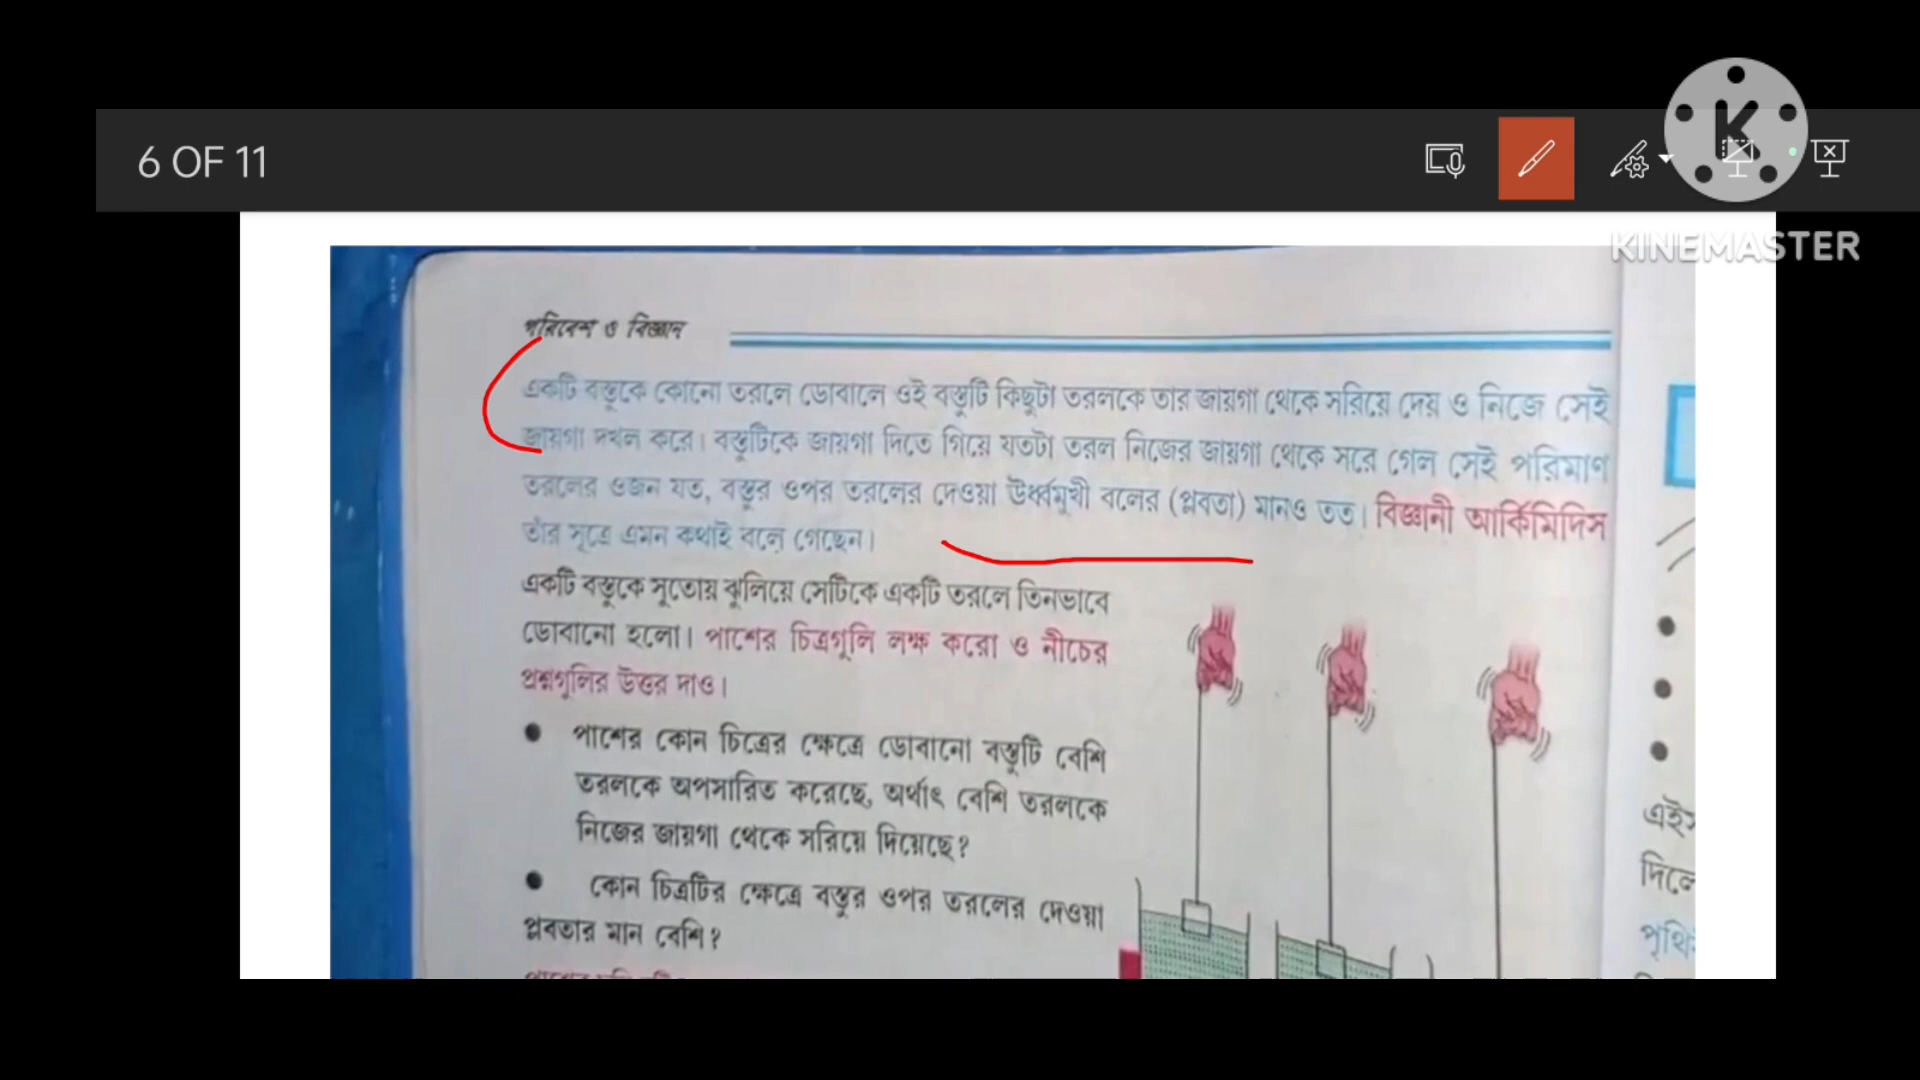 6 OF 11
KINEMASTER
পরিবেশ ও বিজ্ঞান
একটি বস্তুকে কোনো তরলে ডোবালে ওই বস্তুটি কিছুটা তরলকে তার জায়গা থেকে সরিয়ে দেয় ও নিজে সেই
জায়গা দখল করে। বস্তুটিকে জায়গা দিতে গিয়ে যতটা তরল নিজের জায়গা থেকে সরে গেল সেই পরিমাণ
তরলের ওজন যত, বস্তুর ওপর তরলের দেওয়া ঊর্ধ্বমুখী বলের (প্লবতা) মানও তত। বিজ্ঞানী আর্কিমিদিস
তাঁর সূত্রে এমন কথাই বলে গেছেন।
একটি বস্তুকে সুতোয় ঝুলিয়ে সেটিকে একটি তরলে তিনভাবে
ডোবানো হলো। পাশের চিত্রগুলি লক্ষ করো ও নীচের
প্রশ্নগুলির উত্তর দাও।
● পাশের কোন চিত্রের ক্ষেত্রে ডোবানো বস্তুটি বেশি
তরলকে অপসারিত করেছে, অর্থাৎ বেশি তরলকে
নিজের জায়গা থেকে সরিয়ে দিয়েছে?
● কোন চিত্রটির ক্ষেত্রে বস্তুর ওপর তরলের দেওয়া
প্লবতার মান বেশি?
দিলে